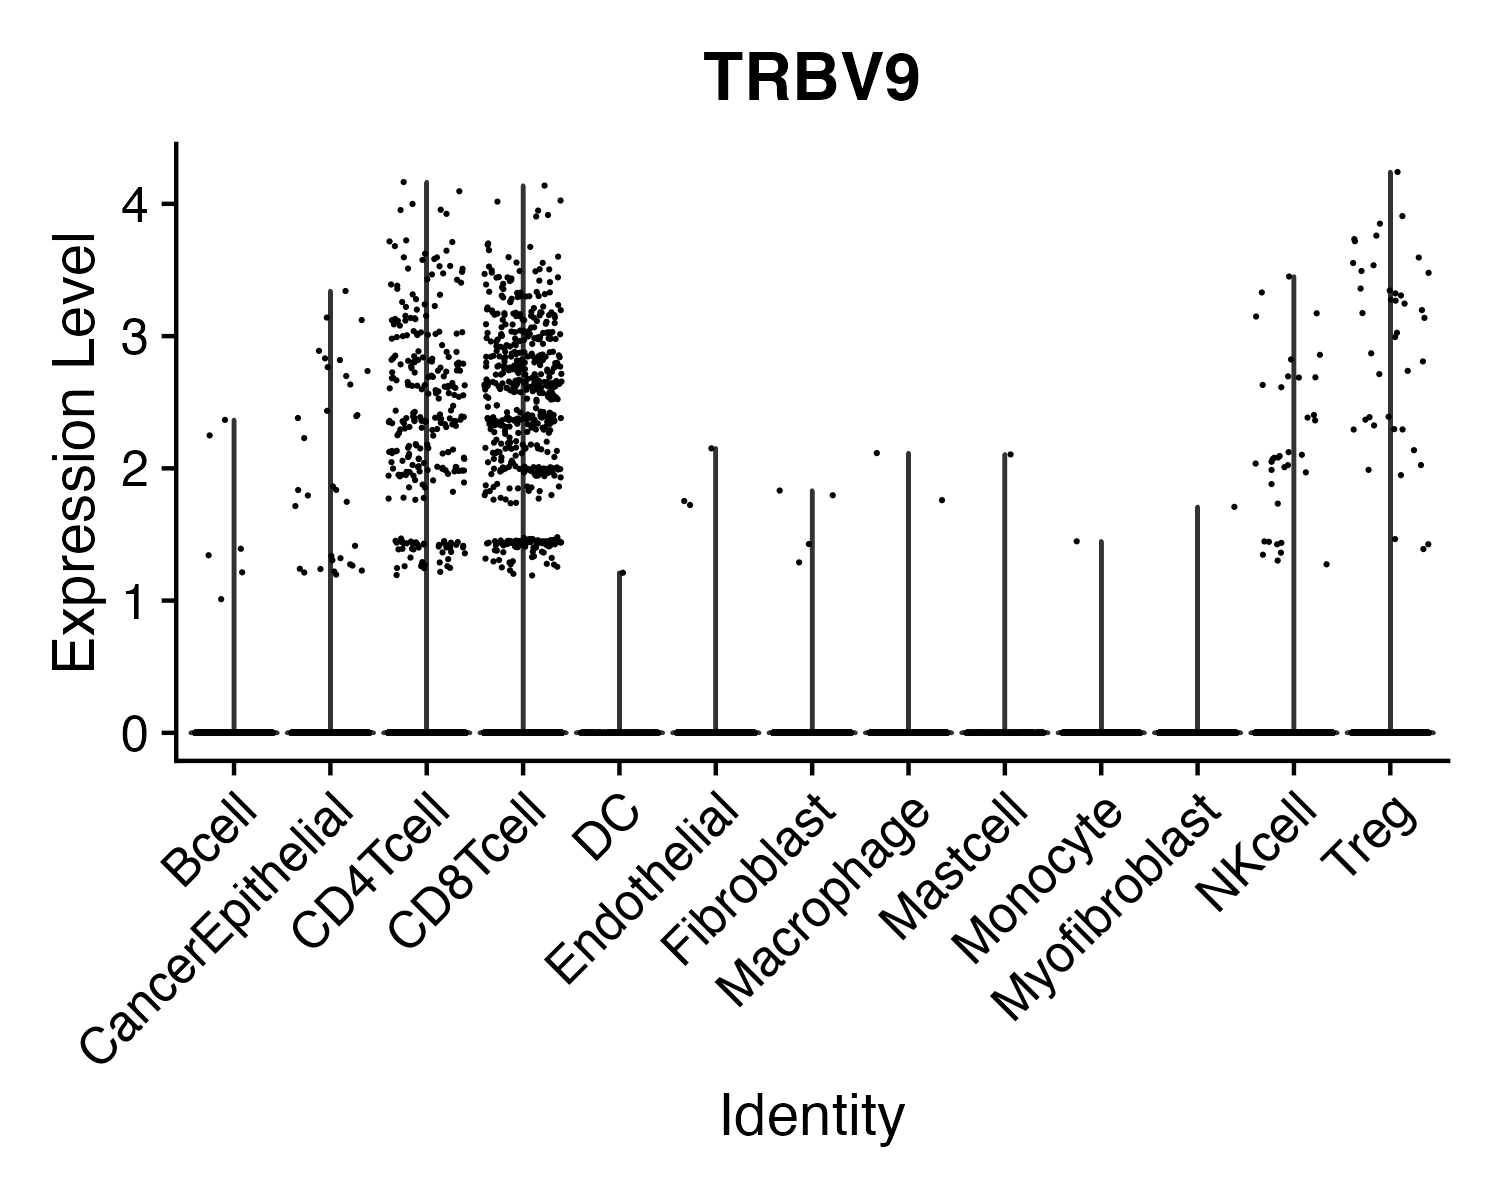 TRBV9
Expression Level
4
3
2
1
0
Bcell
CancerEpithelial
CD4Tcell
CD8Tcell
DC
Endothelial
Fibroblast
Macrophage
Mastcell
Monocyte
Myofibroblast
NKcell
Treg
Identity